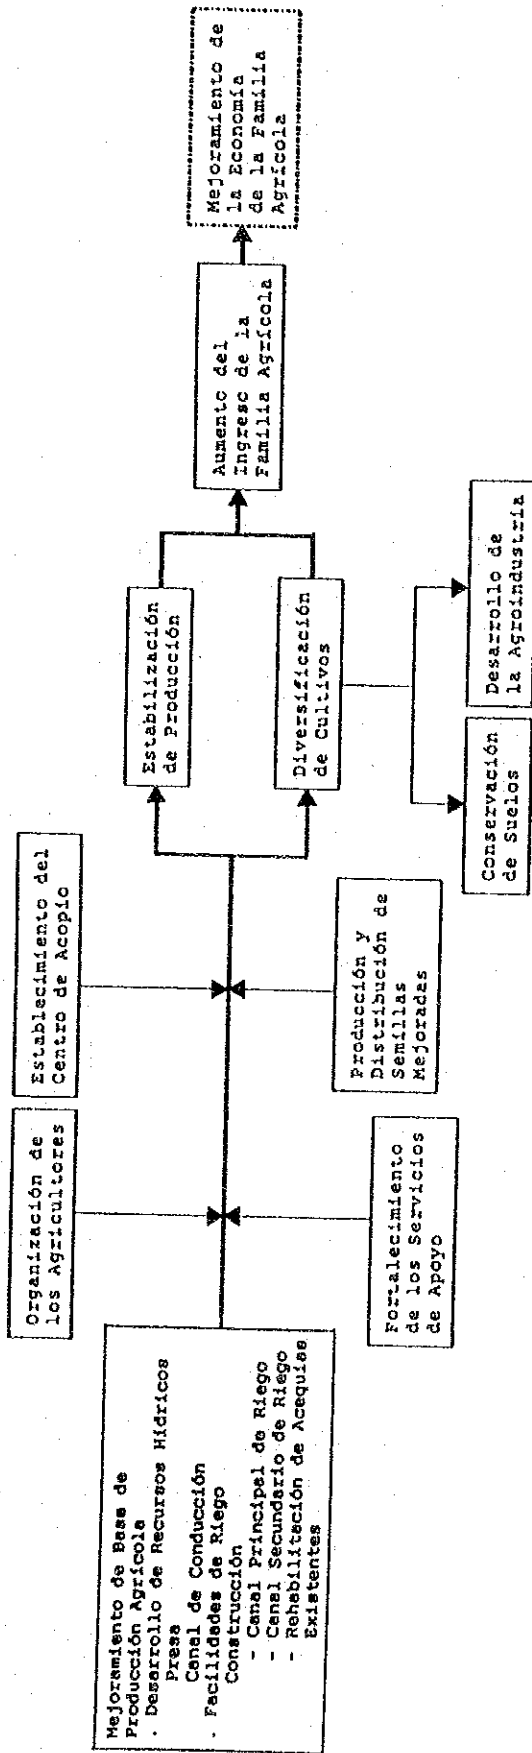 Mejoramiento de Base de
Producción Agrícola
. Desarrollo de Recursos Hídricos
Presa
Canal de Conducción
. Facilidades de Riego
Construcción
- Canal Principal de Riego
- Canal Secundario de Riego
- Rehabilitación de Acequias
Existentes
Organización de
los Agricultores
Fortalecimiento
de los Servicios
de Apoyo
Establecimiento del
Centro de Acopio
Producción y
Distribución de
Semillas
Mejoradas
Estabilización
de Producción
Diversificación
de Cultivos
Conservación
de Suelos
Desarrollo de
la Agroindustria
Aumento del
Ingreso de la
Familia Agrícola
Mejoramiento de
la Economía
de la Familia
Agrícola